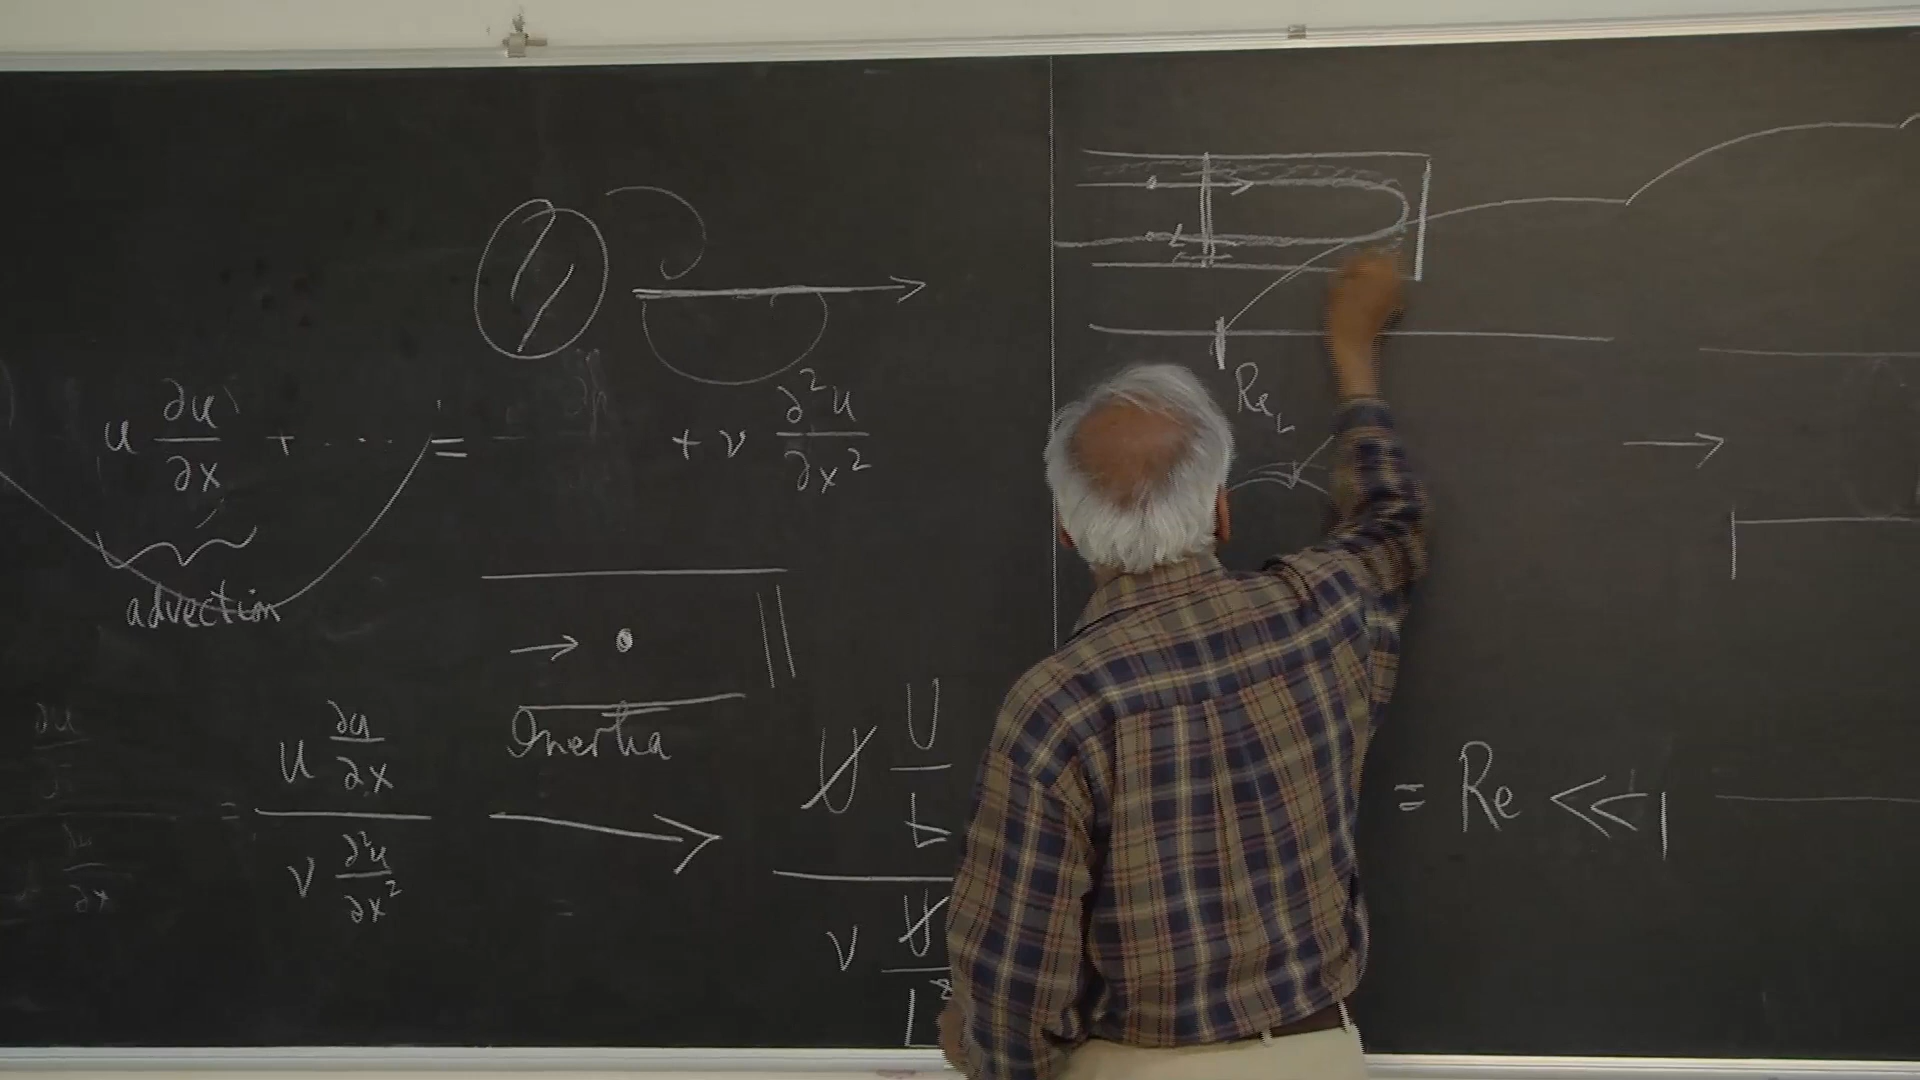 u ∂u/∂x + ···· = - + ν ∂²u/∂x²
advection
Re_L
Inertia
= u ∂u/∂x / ν ∂²u/∂x² → U U/L / ν U/L² = Re << 1
∂u
∂u/∂x